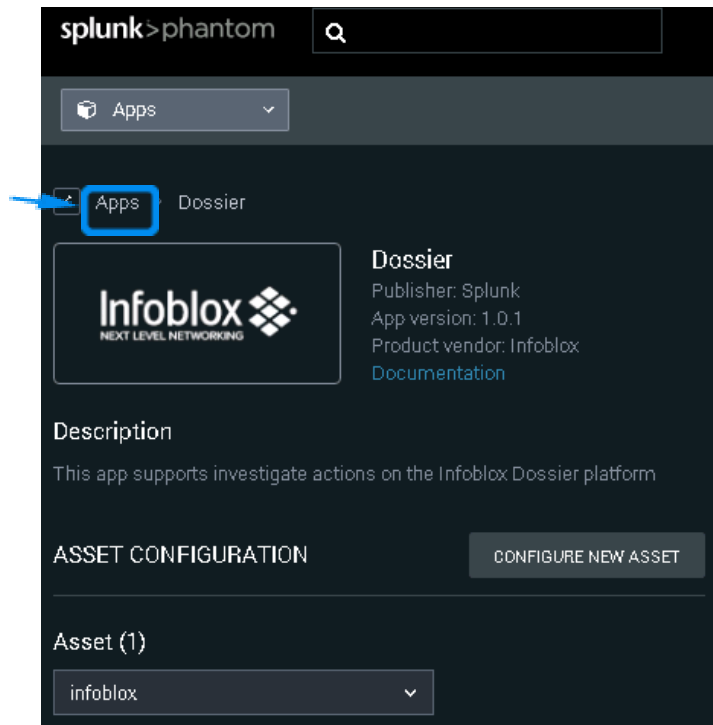 splunk>phantom
Apps
Apps Dossier
Infoblox
NEXT LEVEL NETWORKING
Dossier
Publisher: Splunk
App version: 1.0.1
Product vendor: Infoblox
Documentation
Description
This app supports investigate actions on the Infoblox Dossier platform
ASSET CONFIGURATION
CONFIGURE NEW ASSET
Asset (1)
infoblox